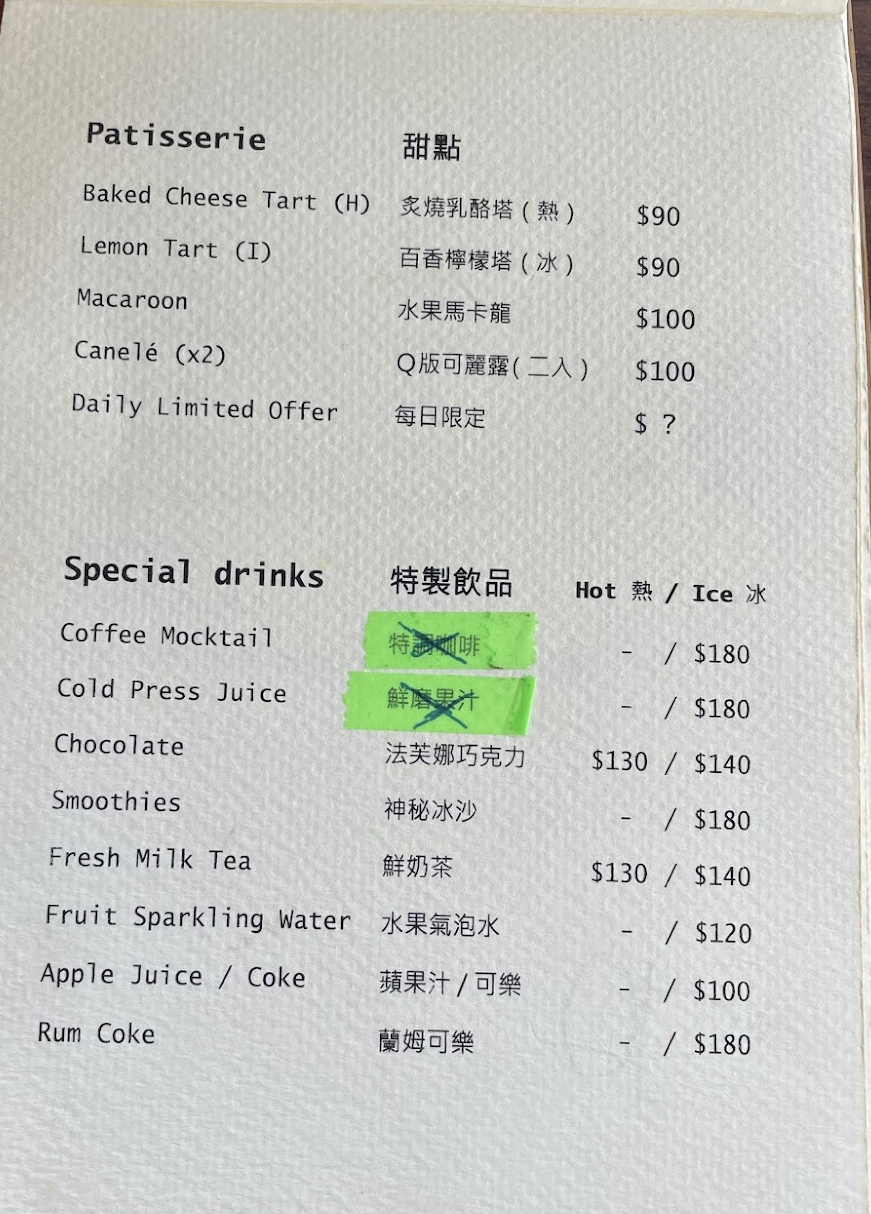 Patisserie 甜點
Baked Cheese Tart (H) 炙燒乳酪塔 ( 熱 ) $90
Lemon Tart (I) 百香檸檬塔 ( 冰 ) $90
Macaroon 水果馬卡龍 $100
Canelé (x2) Q版可麗露( 二入 ) $100
Daily Limited Offer 每日限定 $ ?
Special drinks 特製飲品 Hot 熱 / Ice 冰
Coffee Mocktail 特調咖啡 - / $180
Cold Press Juice 鮮磨果汁 - / $180
Chocolate 法芙娜巧克力 $130 / $140
Smoothies 神秘冰沙 - / $180
Fresh Milk Tea 鮮奶茶 $130 / $140
Fruit Sparkling Water 水果氣泡水 - / $120
Apple Juice / Coke 蘋果汁 / 可樂 - / $100
Rum Coke 蘭姆可樂 - / $180